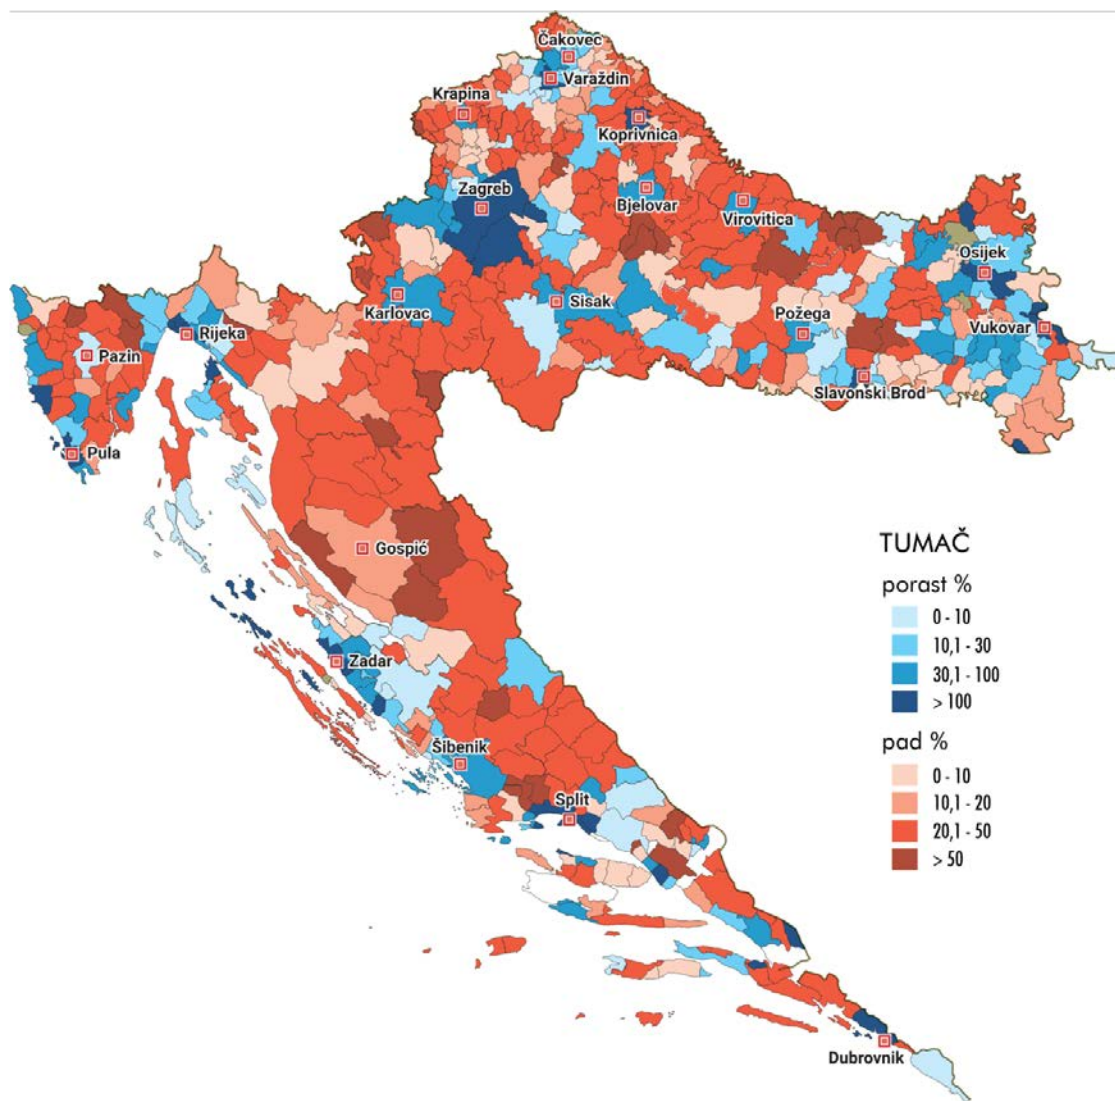 Čakovec
Varaždin
Krapina
Koprivnica
Zagreb
Bjelovar
Virovitica
Osijek
Karlovac
Sisak
Požega
Vukovar
Rijeka
Pazin
Slavonski Brod
Pula
Gospić
Zadar
Šibenik
Split
Dubrovnik
TUMAČ
porast %
0 - 10
10,1 - 30
30,1 - 100
> 100
pad %
0 - 10
10,1 - 20
20,1 - 50
> 50